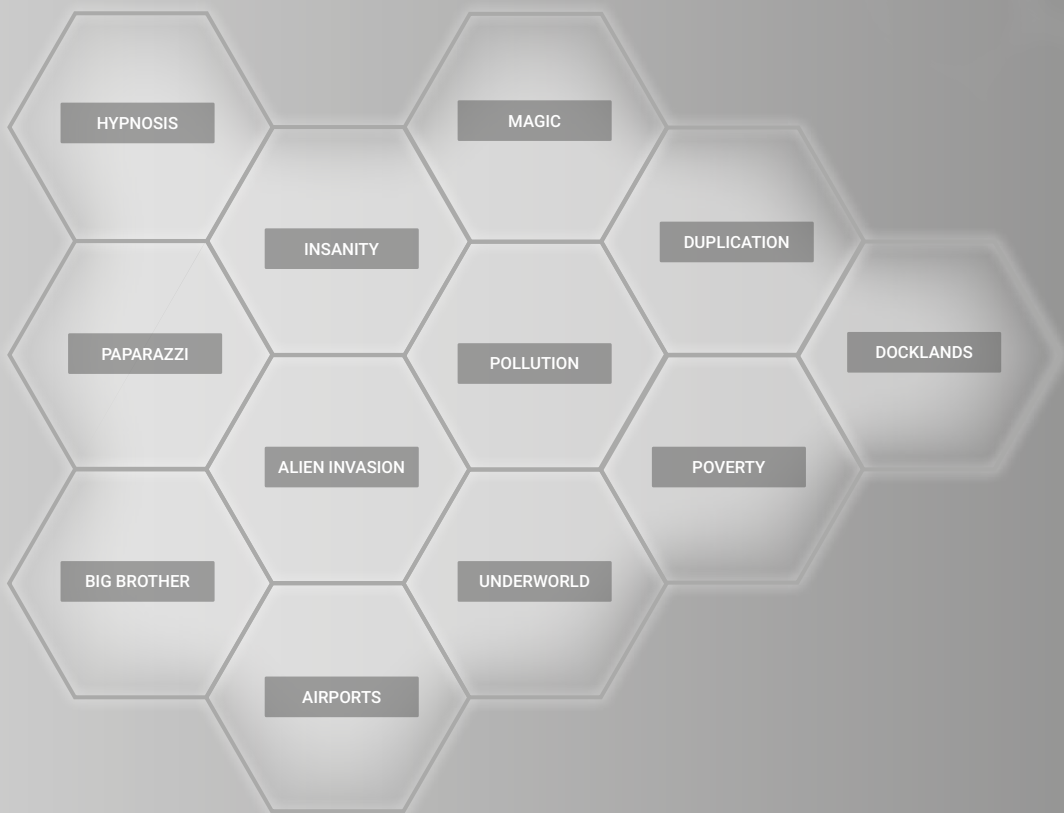 HYPNOSIS
MAGIC
INSANITY
DUPLICATION
PAPARAZZI
POLLUTION
DOCKLANDS
ALIEN INVASION
POVERTY
BIG BROTHER
UNDERWORLD
AIRPORTS